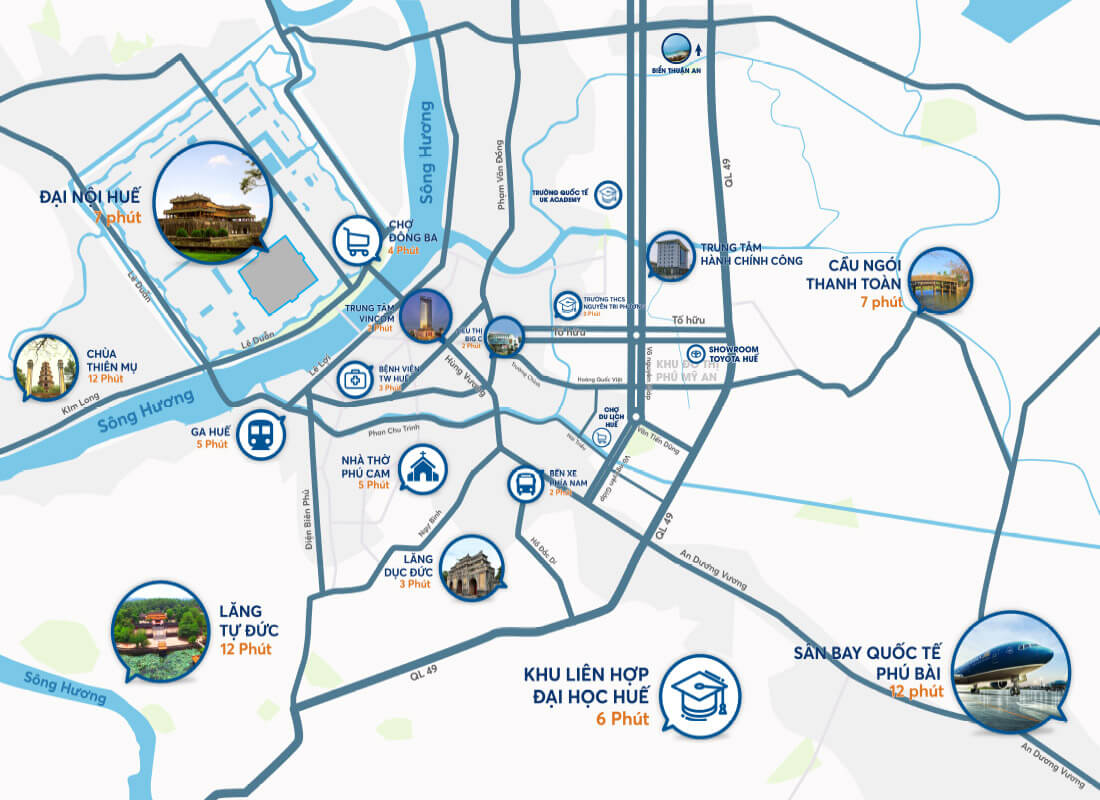 BIỂN THUẬN AN
Sông Hương
Phạm Văn Đồng
QL 49
ĐẠI NỘI HUẾ
7 phút
TRƯỜNG QUỐC TẾ
UK ACADEMY
CHỢ
ĐÔNG BA
4 Phút
TRUNG TÂM
HÀNH CHÍNH CÔNG
CẦU NGÓI
THANH TOÀN
7 phút
Lê Duẩn
TRUNG TÂM
VINCOM
2 Phút
TRƯỜNG THCS
NGUYỄN TRI PHƯƠNG
Phút
ÊU THỊ
BIG C
2 Phút
Tố hữu
Tố hữu
Lê Duẩn
CHÙA
THIÊN MỤ
12 Phút
Lê Lợi
BỆNH VIỆN
TW HUẾ
3 Phút
Hùng Vương
Trường Chinh
Hoàng Quốc Việt
Võ nguyên Giáp
SHOWROOM
TOYOTA HUẾ
KHU ĐÔ THỊ
PHÚ MỸ AN
Kim Long
Sông Hương
GA HUẾ
5 Phút
Phan Chu Trinh
CHỢ
DU LỊCH
HUẾ
Hải Triều
Văn Tiến Dũng
Võ nguyên Giáp
NHÀ THỜ
PHỦ CAM
5 Phút
BẾN XE
PHÍA NAM
2 Phút
Điện Biên Phủ
Ngự Bình
Hồ Đắc Di
QL 49
An Dương Vương
LĂNG
DỤC ĐỨC
3 Phút
LĂNG
TỰ ĐỨC
12 Phút
Sông Hương
QL 49
KHU LIÊN HỢP
ĐẠI HỌC HUẾ
6 Phút
SÂN BAY QUỐC TẾ
PHÚ BÀI
12 phút
An Dương Vương